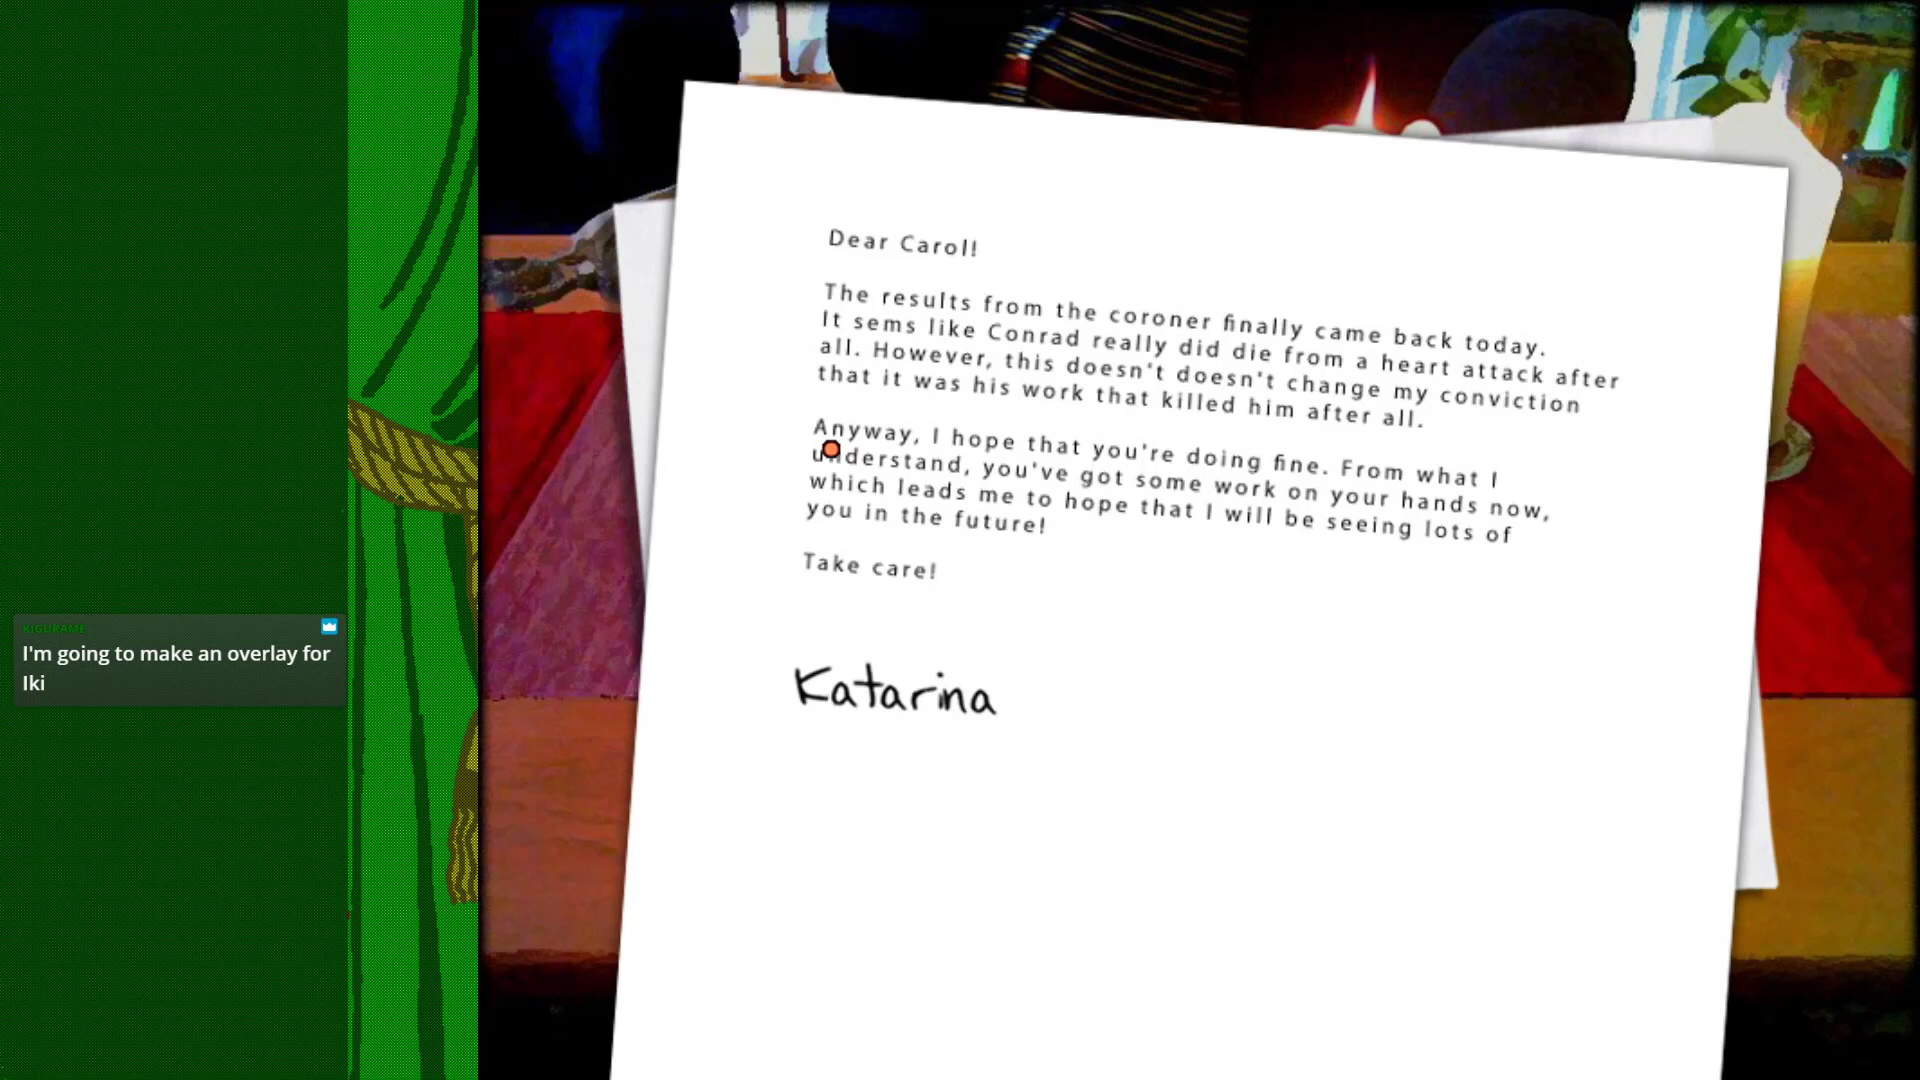 KIGURAME
I'm going to make an overlay for
Iki
Dear Carol!
The results from the coroner finally came back today.
It sems like Conrad really did die from a heart attack after
all. However, this doesn't doesn't change my conviction
that it was his work that killed him after all.
Anyway, I hope that you're doing fine. From what I
understand, you've got some work on your hands now,
which leads me to hope that I will be seeing lots of
you in the future!
Take care!
Katarina